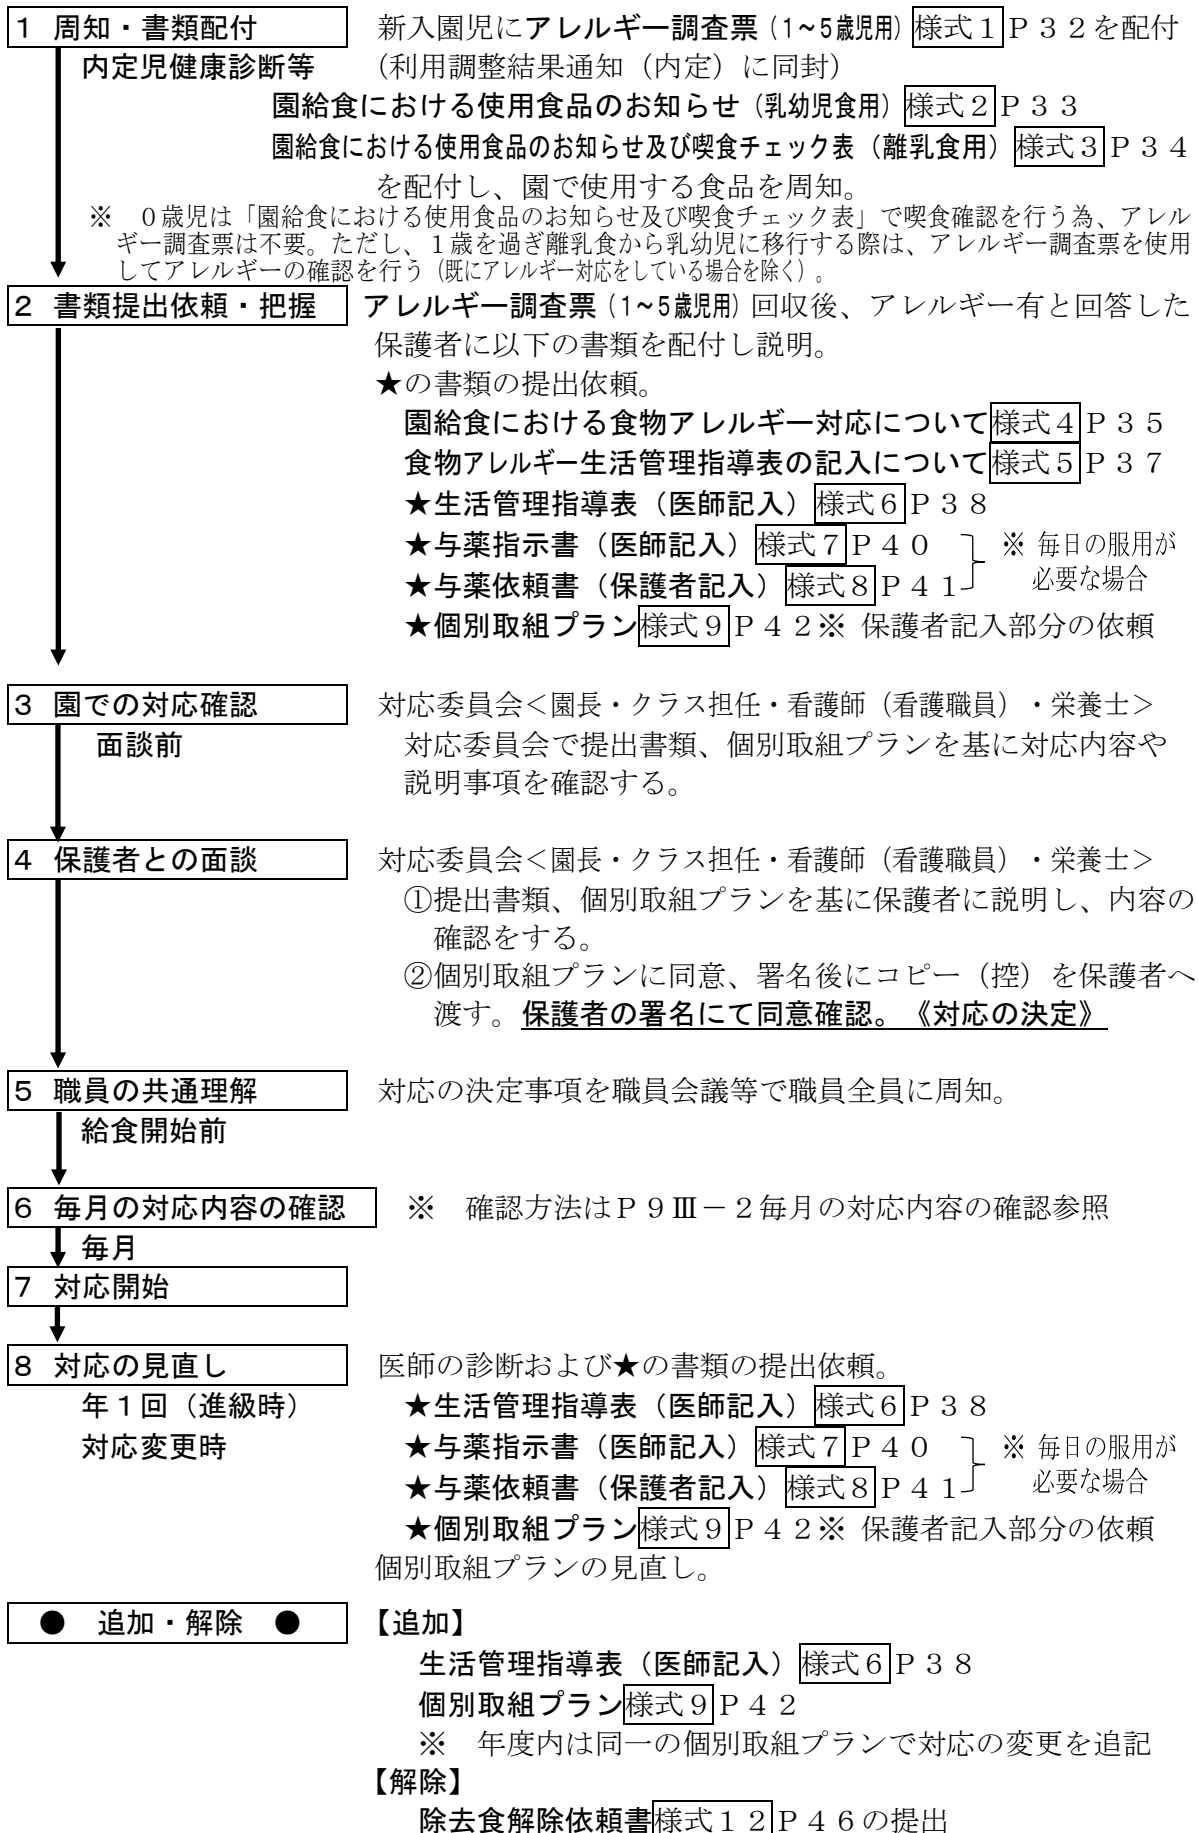 １ 周知・書類配付　新入園児にアレルギー調査票（1～5歳児用）様式１Ｐ３２を配付
内定児健康診断等　（利用調整結果通知（内定）に同封）
園給食における使用食品のお知らせ（乳幼児食用）様式２Ｐ３３
園給食における使用食品のお知らせ及び喫食チェック表（離乳食用）様式３Ｐ３４
を配付し、園で使用する食品を周知。
※　０歳児は「園給食における使用食品のお知らせ及び喫食チェック表」で喫食確認を行う為、アレル
ギー調査票は不要。ただし、１歳を過ぎ離乳食から乳幼児に移行する際は、アレルギー調査票を使用
してアレルギーの確認を行う（既にアレルギー対応をしている場合を除く）。
２ 書類提出依頼・把握　アレルギー調査票（1～5歳児用）回収後、アレルギー有と回答した
保護者に以下の書類を配付し説明。
★の書類の提出依頼。
園給食における食物アレルギー対応について様式４Ｐ３５
食物アレルギー生活管理指導表の記入について様式５Ｐ３７
★生活管理指導表（医師記入）様式６Ｐ３８
★与薬指示書（医師記入）様式７Ｐ４０　※ 毎日の服用が
★与薬依頼書（保護者記入）様式８Ｐ４１　必要な場合
★個別取組プラン様式９Ｐ４２※ 保護者記入部分の依頼
３ 園での対応確認　対応委員会＜園長・クラス担任・看護師（看護職員）・栄養士＞
面談前　対応委員会で提出書類、個別取組プランを基に対応内容や
説明事項を確認する。
４ 保護者との面談　対応委員会＜園長・クラス担任・看護師（看護職員）・栄養士＞
①提出書類、個別取組プランを基に保護者に説明し、内容の
確認をする。
②個別取組プランに同意、署名後にコピー（控）を保護者へ
渡す。保護者の署名にて同意確認。《対応の決定》
５ 職員の共通理解　対応の決定事項を職員会議等で職員全員に周知。
給食開始前
６ 毎月の対応内容の確認　※　確認方法はＰ９Ⅲ－２毎月の対応内容の確認参照
毎月
７ 対応開始
８ 対応の見直し　医師の診断および★の書類の提出依頼。
年１回（進級時）　★生活管理指導表（医師記入）様式６Ｐ３８
対応変更時　★与薬指示書（医師記入）様式７Ｐ４０　※ 毎日の服用が
★与薬依頼書（保護者記入）様式８Ｐ４１　必要な場合
★個別取組プラン様式９Ｐ４２※ 保護者記入部分の依頼
個別取組プランの見直し。
●　追加・解除　●　【追加】
生活管理指導表（医師記入）様式６Ｐ３８
個別取組プラン様式９Ｐ４２
※　年度内は同一の個別取組プランで対応の変更を追記
【解除】
除去食解除依頼書様式１２Ｐ４６の提出